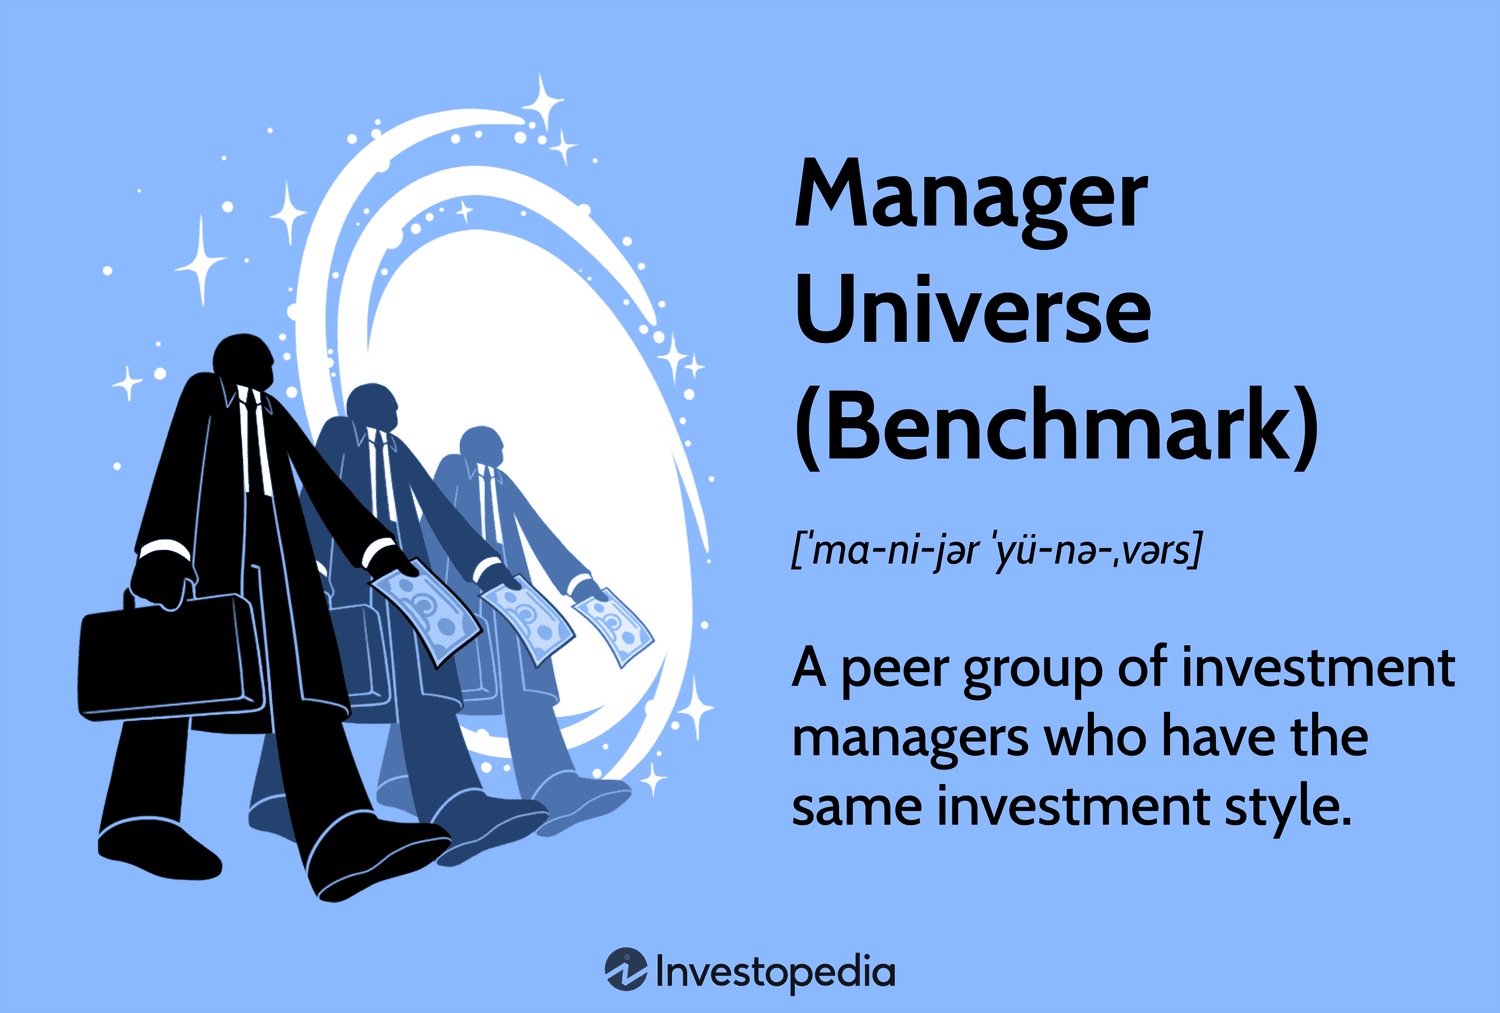 Manager
Universe
(Benchmark)
[ˈmɑ-ni-jər ˈyü-nə-ˌvərs]
A peer group of investment
managers who have the
same investment style.
Investopedia